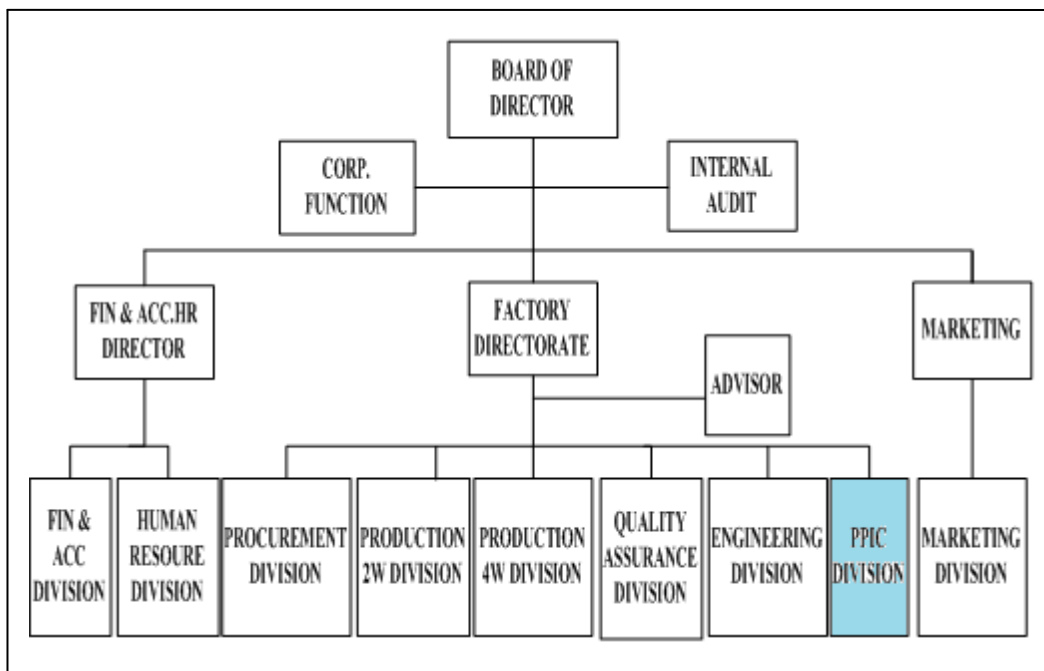 BOARD OF
DIRECTOR
CORP.
FUNCTION
INTERNAL
AUDIT
FIN & ACC.HR
DIRECTOR
FACTORY
DIRECTORATE
MARKETING
ADVISOR
FIN &
ACC
DIVISION
HUMAN
RESOURE
DIVISION
PROCUREMENT
DIVISION
PRODUCTION
2W DIVISION
PRODUCTION
4W DIVISION
QUALITY
ASSURANCE
DIVISION
ENGINEERING
DIVISION
PPIC
DIVISION
MARKETING
DIVISION